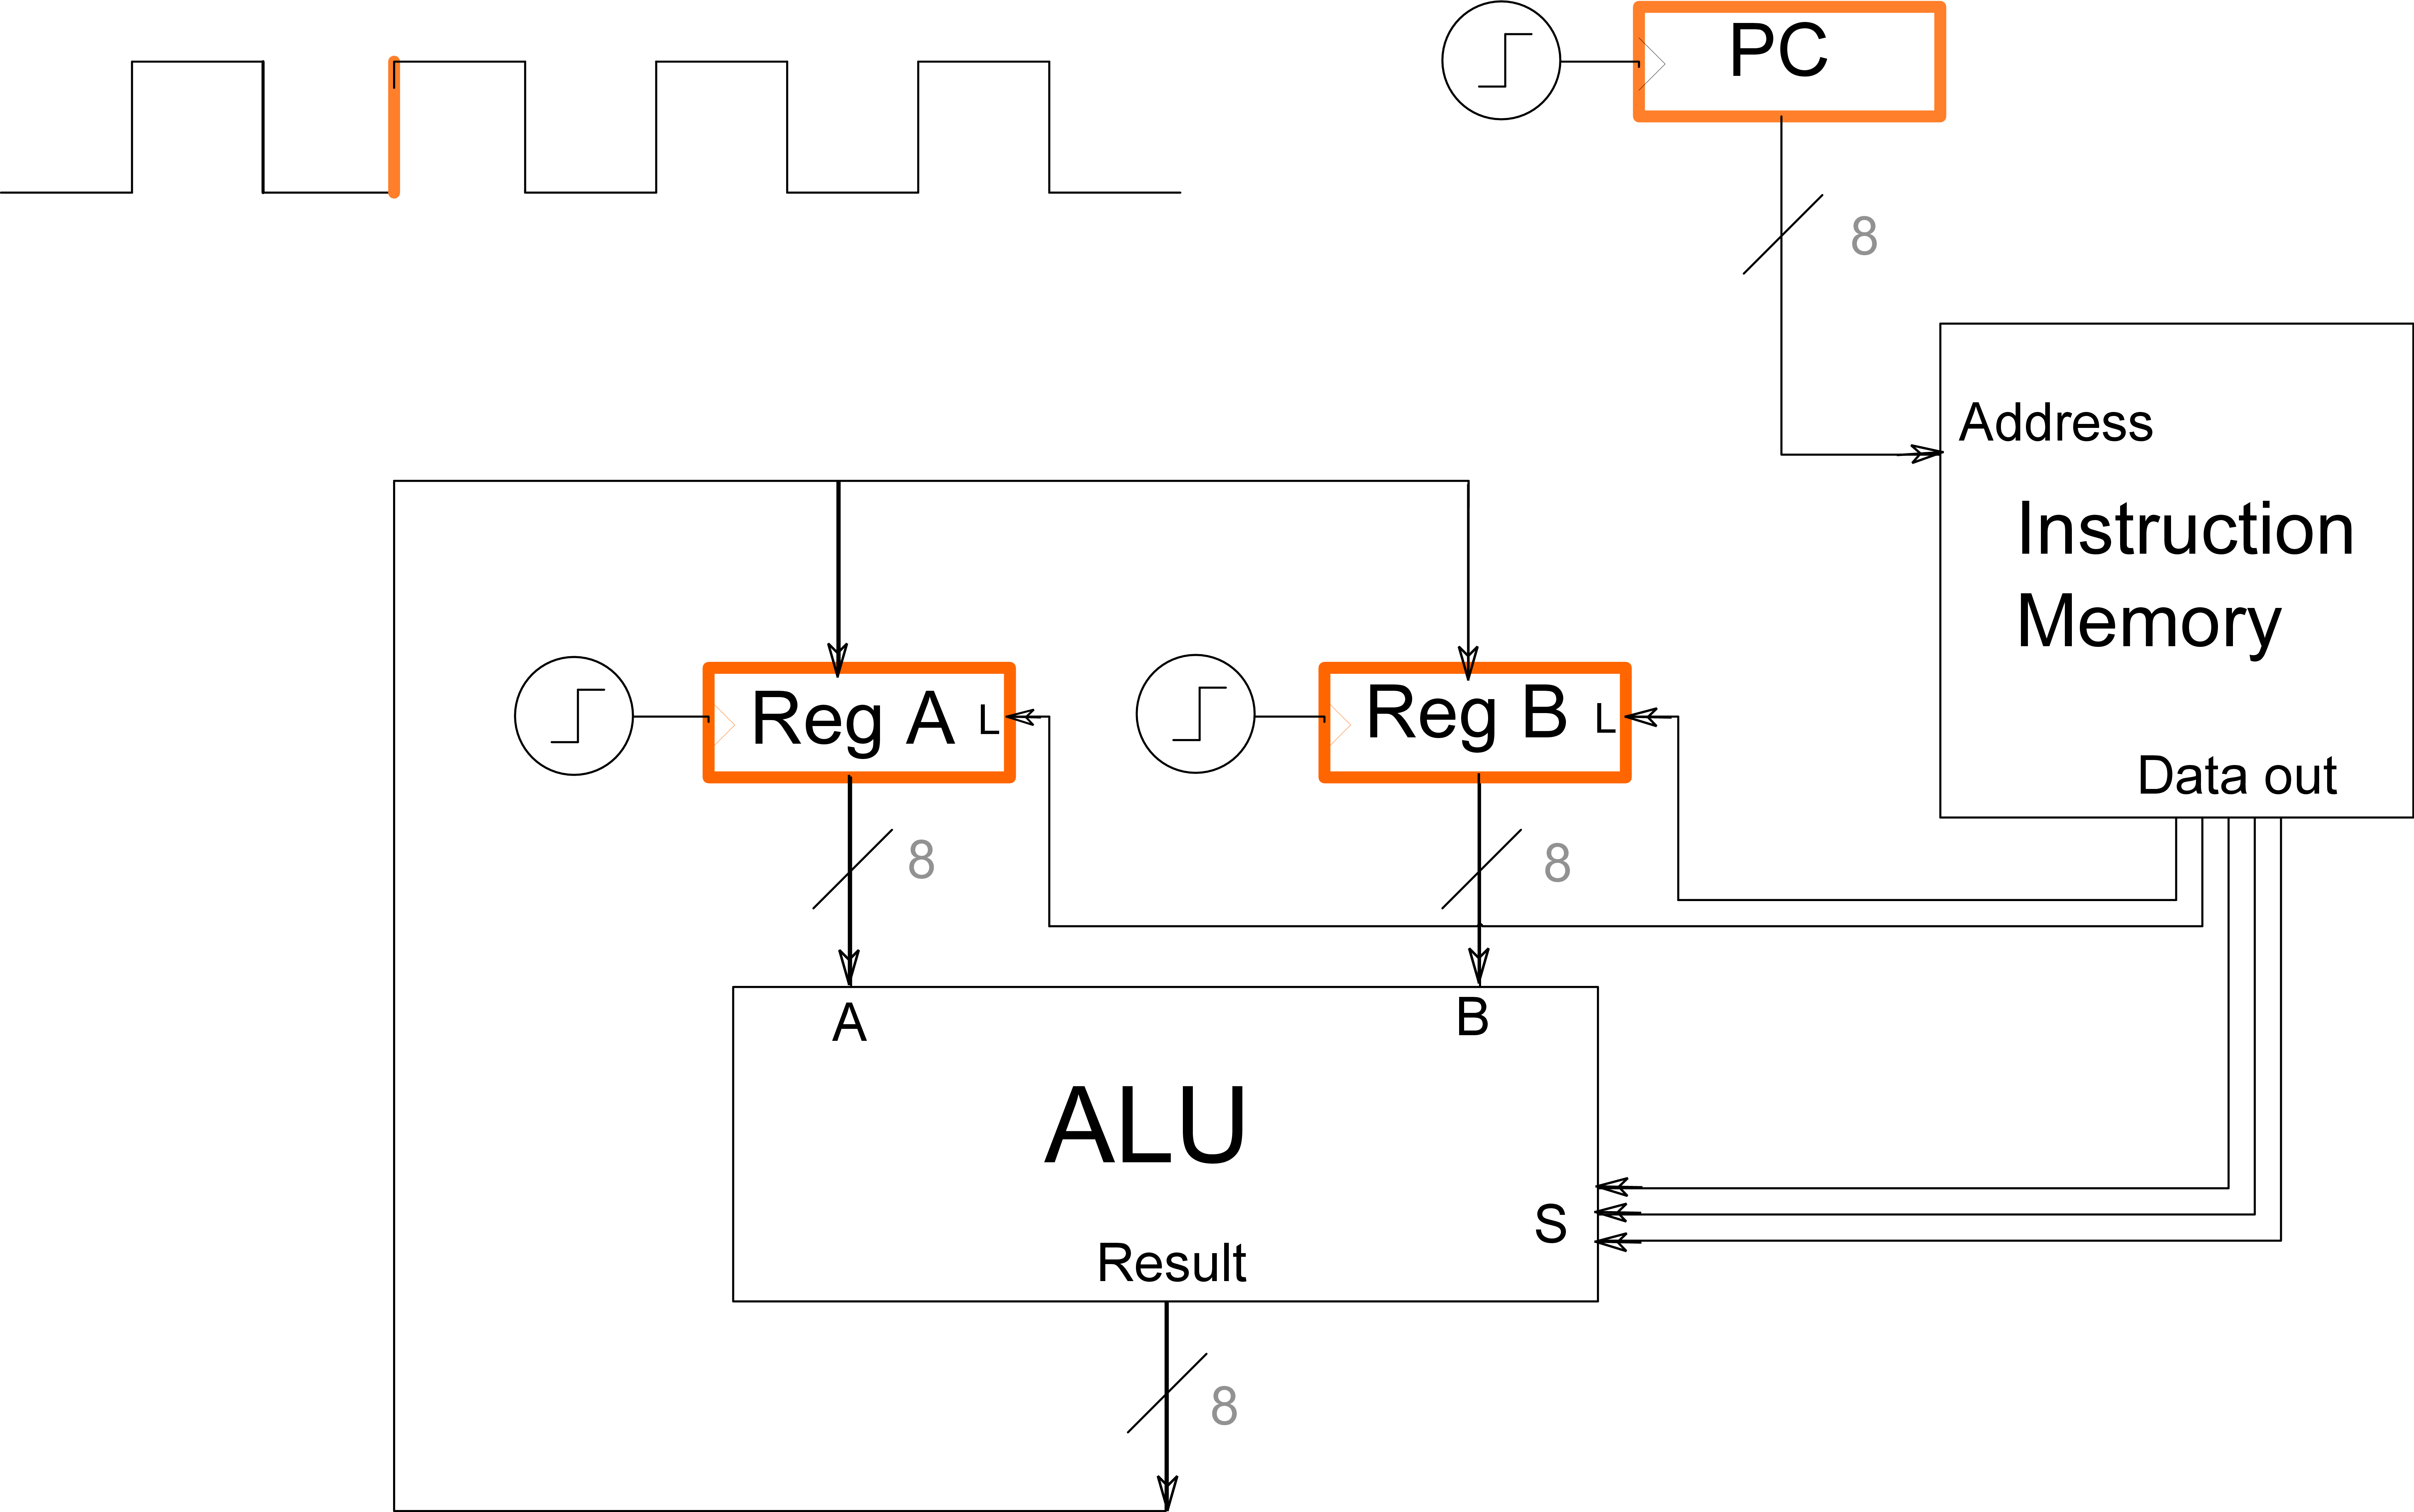 PC
8
Address
Instruction
Memory
Reg A L
Reg B L
Data out
8
8
A
B
ALU
S
Result
8